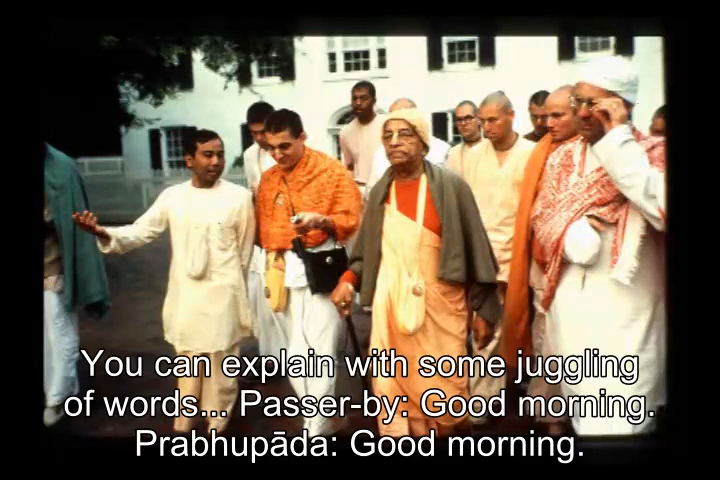 You can explain with some juggling
of words... Passer-by: Good morning.
Prabhupāda: Good morning.